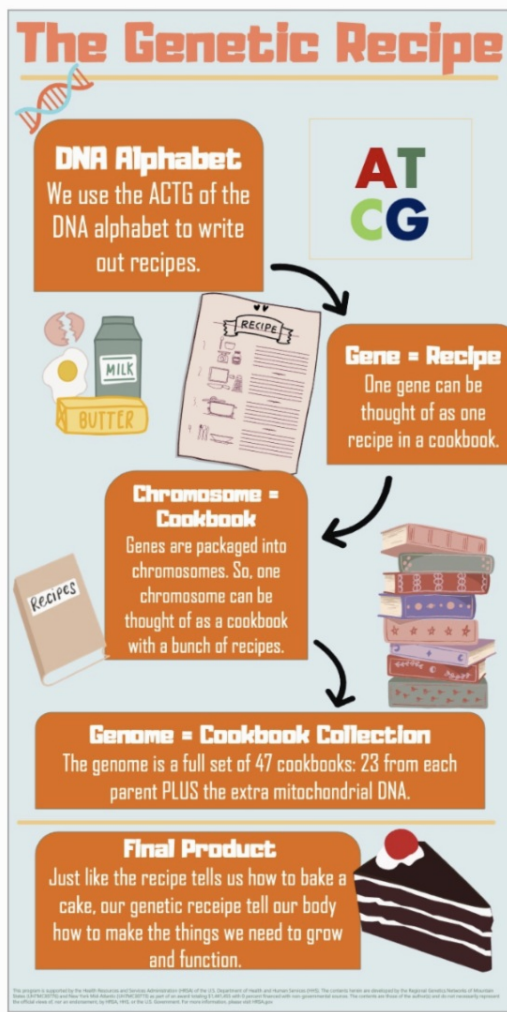 The Genetic Recipe
DNA Alphabet
We use the ACTG of the
DNA alphabet to write
out recipes.
AT
CG
RECIPE
MILK
BUTTER
Gene = Recipe
One gene can be
thought of as one
recipe in a cookbook.
Chromosome =
Cookbook
Genes are packaged into
chromosomes. So, one
chromosome can be
thought of as a cookbook
with a bunch of recipes.
Recipes
Genome = Cookbook Collection
The genome is a full set of 47 cookbooks: 23 from each
parent PLUS the extra mitochondrial DNA.
Final Product
Just like the recipe tells us how to bake a
cake, our genetic receipe tell our body
how to make the things we need to grow
and function.